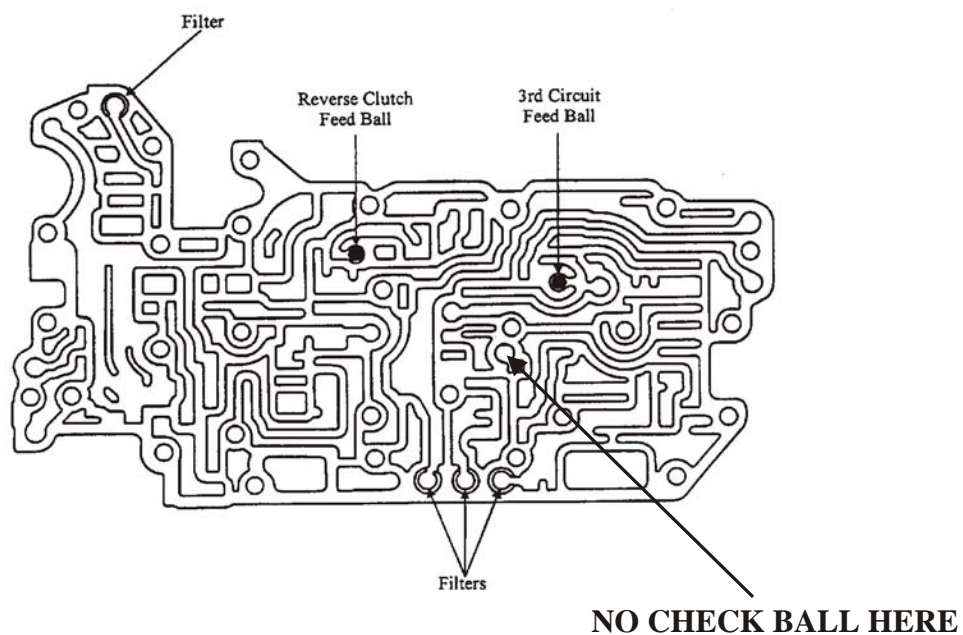 Filter
Reverse Clutch
Feed Ball
3rd Circuit
Feed Ball
Filters
NO CHECK BALL HERE